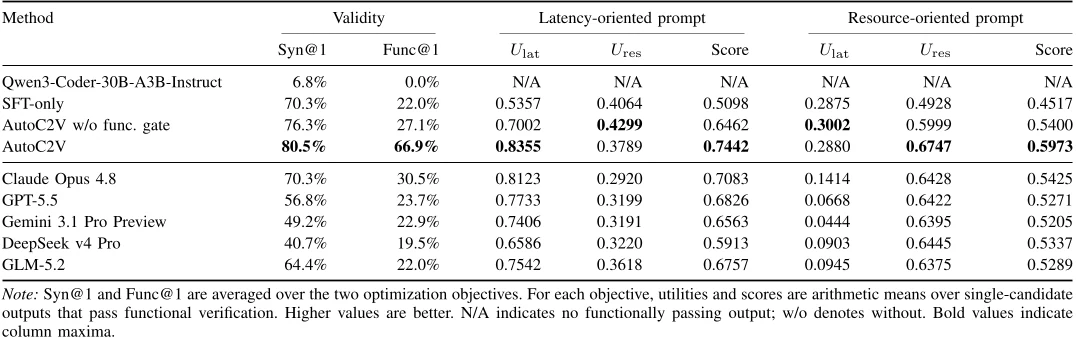 Method Validity Latency-oriented prompt Resource-oriented prompt
Syn@1 Func@1 U_lat U_res Score U_lat U_res Score
Qwen3-Coder-30B-A3B-Instruct 6.8% 0.0% N/A N/A N/A N/A N/A N/A
SFT-only 70.3% 22.0% 0.5357 0.4064 0.5098 0.2875 0.4928 0.4517
AutoC2V w/o func. gate 76.3% 27.1% 0.7002 0.4299 0.6462 0.3002 0.5999 0.5400
AutoC2V 80.5% 66.9% 0.8355 0.3789 0.7442 0.2880 0.6747 0.5973
Claude Opus 4.8 70.3% 30.5% 0.8123 0.2920 0.7083 0.1414 0.6428 0.5425
GPT-5.5 56.8% 23.7% 0.7733 0.3199 0.6826 0.0668 0.6422 0.5271
Gemini 3.1 Pro Preview 49.2% 22.9% 0.7406 0.3191 0.6563 0.0444 0.6395 0.5205
DeepSeek v4 Pro 40.7% 19.5% 0.6586 0.3220 0.5913 0.0903 0.6445 0.5337
GLM-5.2 64.4% 22.0% 0.7542 0.3618 0.6757 0.0945 0.6375 0.5289
Note: Syn@1 and Func@1 are averaged over the two optimization objectives. For each objective, utilities and scores are arithmetic means over single-candidate
outputs that pass functional verification. Higher values are better. N/A indicates no functionally passing output; w/o denotes without. Bold values indicate
column maxima.